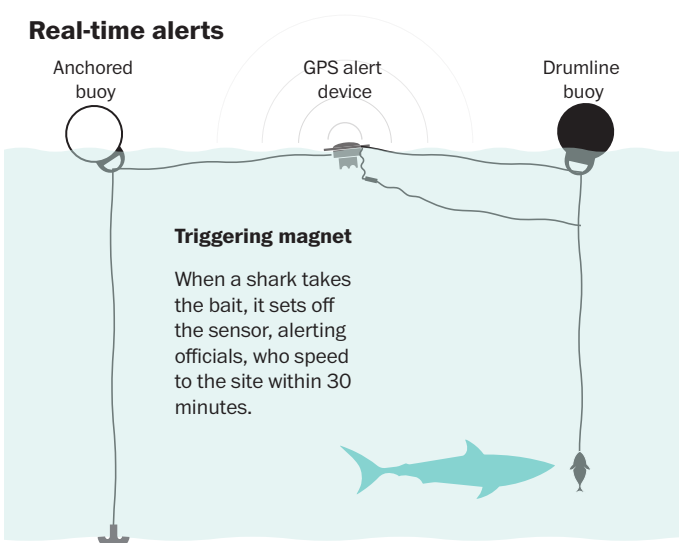 Real-time alerts
Anchored
buoy
GPS alert
device
Drumline
buoy
Triggering magnet
When a shark takes
the bait, it sets off
the sensor, alerting
officials, who speed
to the site within 30
minutes.